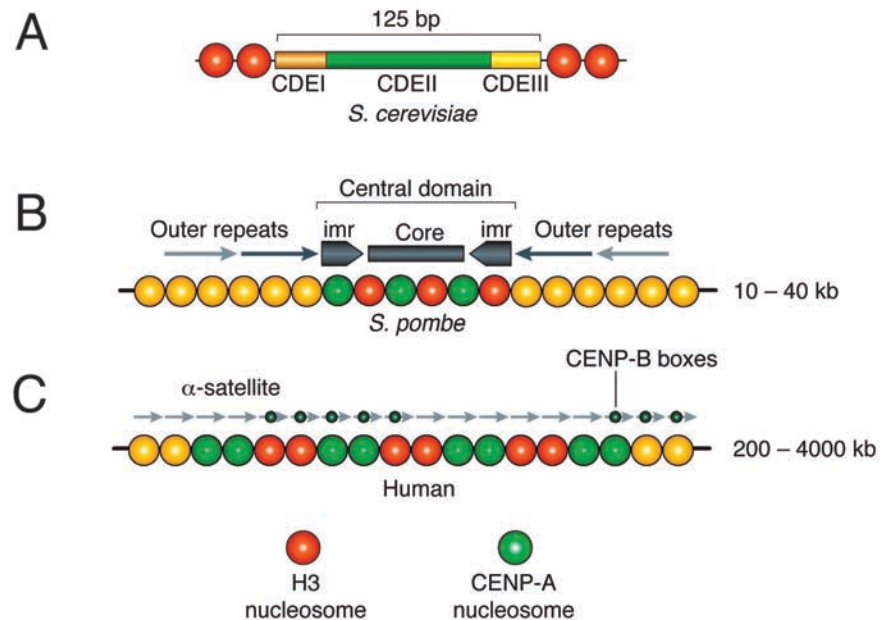 A
125 bp
CDEI
CDEII
CDEIII
S. cerevisiae
B
Central domain
Outer repeats
imr
Core
imr
Outer repeats
10 – 40 kb
S. pombe
C
CENP-B boxes
α-satellite
200 – 4000 kb
Human
H3
nucleosome
CENP-A
nucleosome